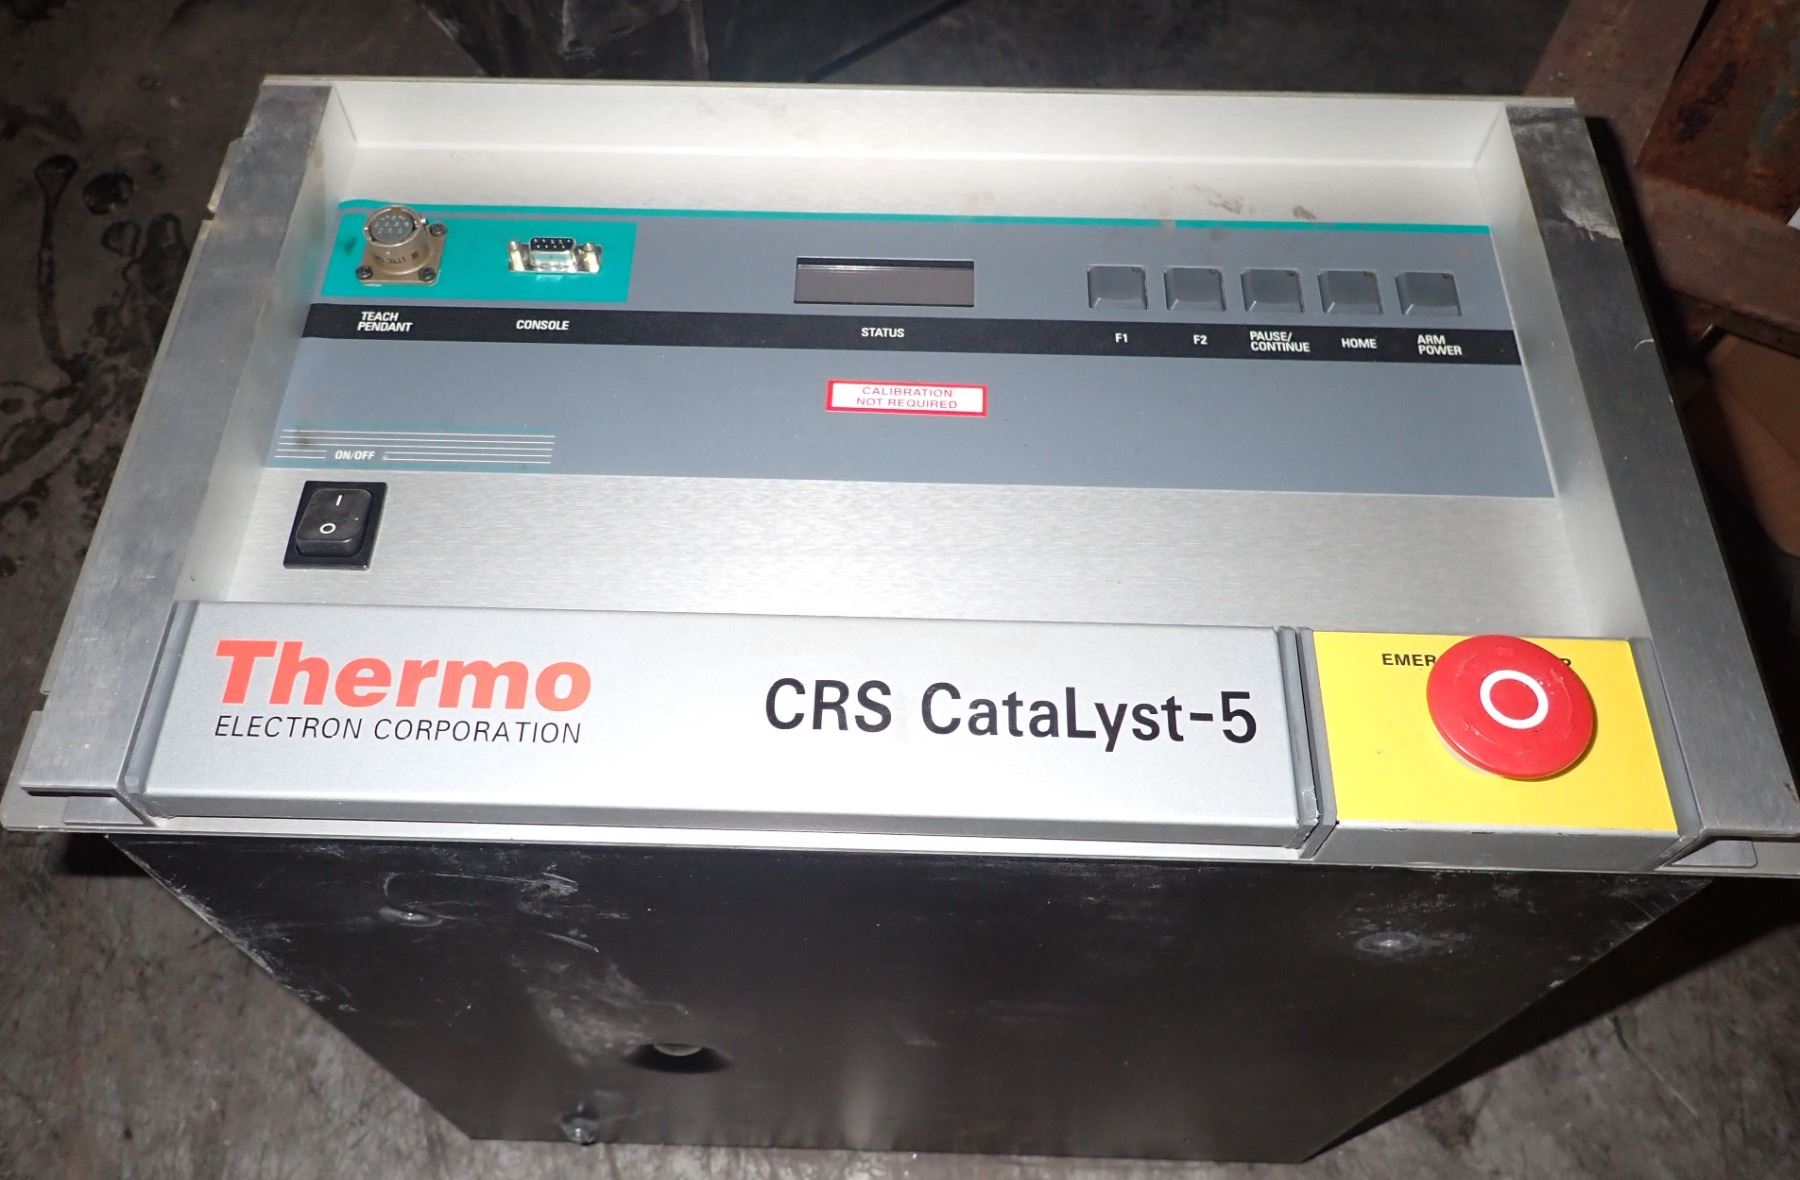 TEACH
PENDANT
CONSOLE
STATUS
F1
F2
PAUSE/
CONTINUE
HOME
ARM
POWER
CALIBRATION
NOT REQUIRED
ON/OFF
Thermo
ELECTRON CORPORATION
CRS CataLyst-5